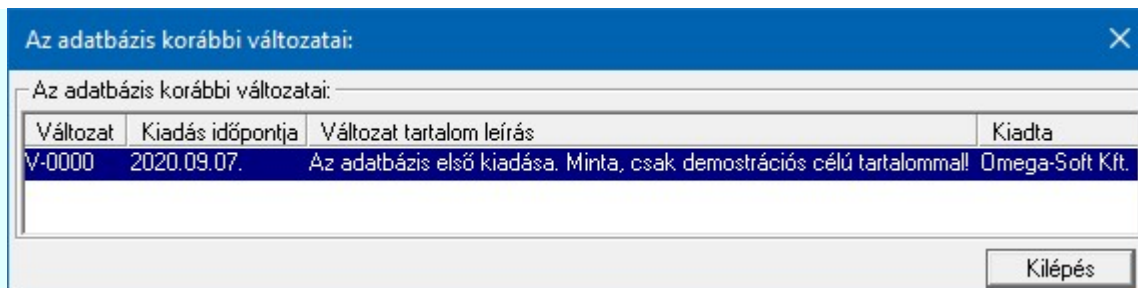 Az adatbázis korábbi változatai:
Az adatbázis korábbi változatai:
Változat Kiadás időpontja Változat tartalom leírás Kiadta
V-0000 2020.09.07. Az adatbázis első kiadása. Minta, csak demostrációs célú tartalommal! Omega-Soft Kft.
Kilépés